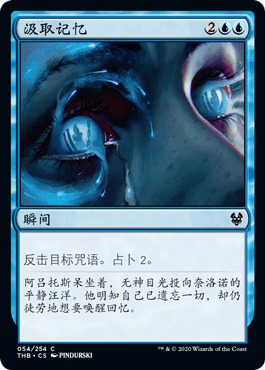 汲取记忆 2
瞬间
反击目标咒语。占卜 2。
阿吕托斯呆坐着，无神目光投向奈洛诺的
平静汪洋。他明知自己已遗忘一切，却仍
徒劳地想要唤醒回忆。
054/254 C
THB • CS PINDURSKI
™ & © 2020 Wizards of the Coast